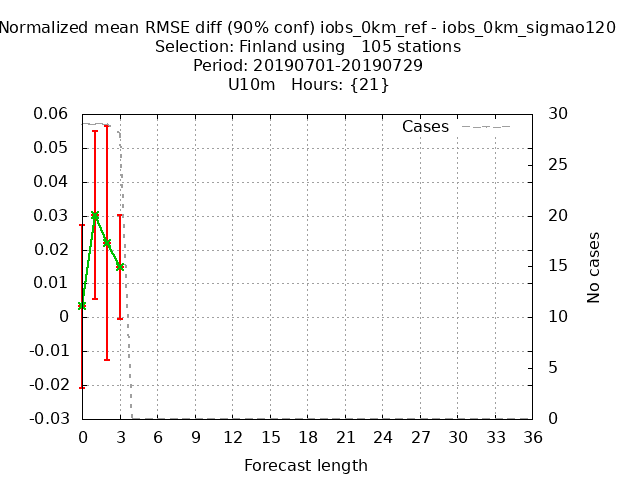 Normalized mean RMSE diff (90% conf) iobs_0km_ref - iobs_0km_sigmao120
Selection: Finland using   105 stations
Period: 20190701-20190729
U10m   Hours: {21}
Cases
0.06
0.05
0.04
0.03
0.02
0.01
0
-0.01
-0.02
-0.03
30
25
20
15
10
5
0
No cases
0 3 6 9 12 15 18 21 24 27 30 33 36
Forecast length